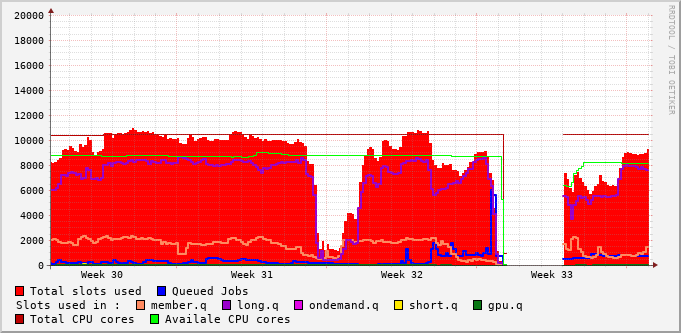 20000
18000
16000
14000
12000
10000
8000
6000
4000
2000
0
Week 30 Week 31 Week 32 Week 33
RRDTOOL / TOBI OETIKER
Total slots used Queued Jobs
Slots used in : member.q long.q ondemand.q short.q gpu.q
Total CPU cores Availale CPU cores